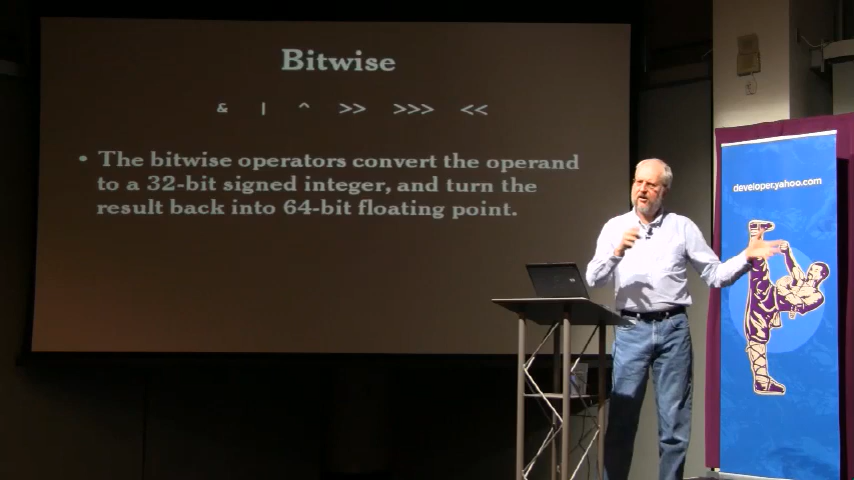 Bitwise
& | ^ >> >>> <<
• The bitwise operators convert the operand
to a 32-bit signed integer, and turn the
result back into 64-bit floating point.
developer.yahoo.com